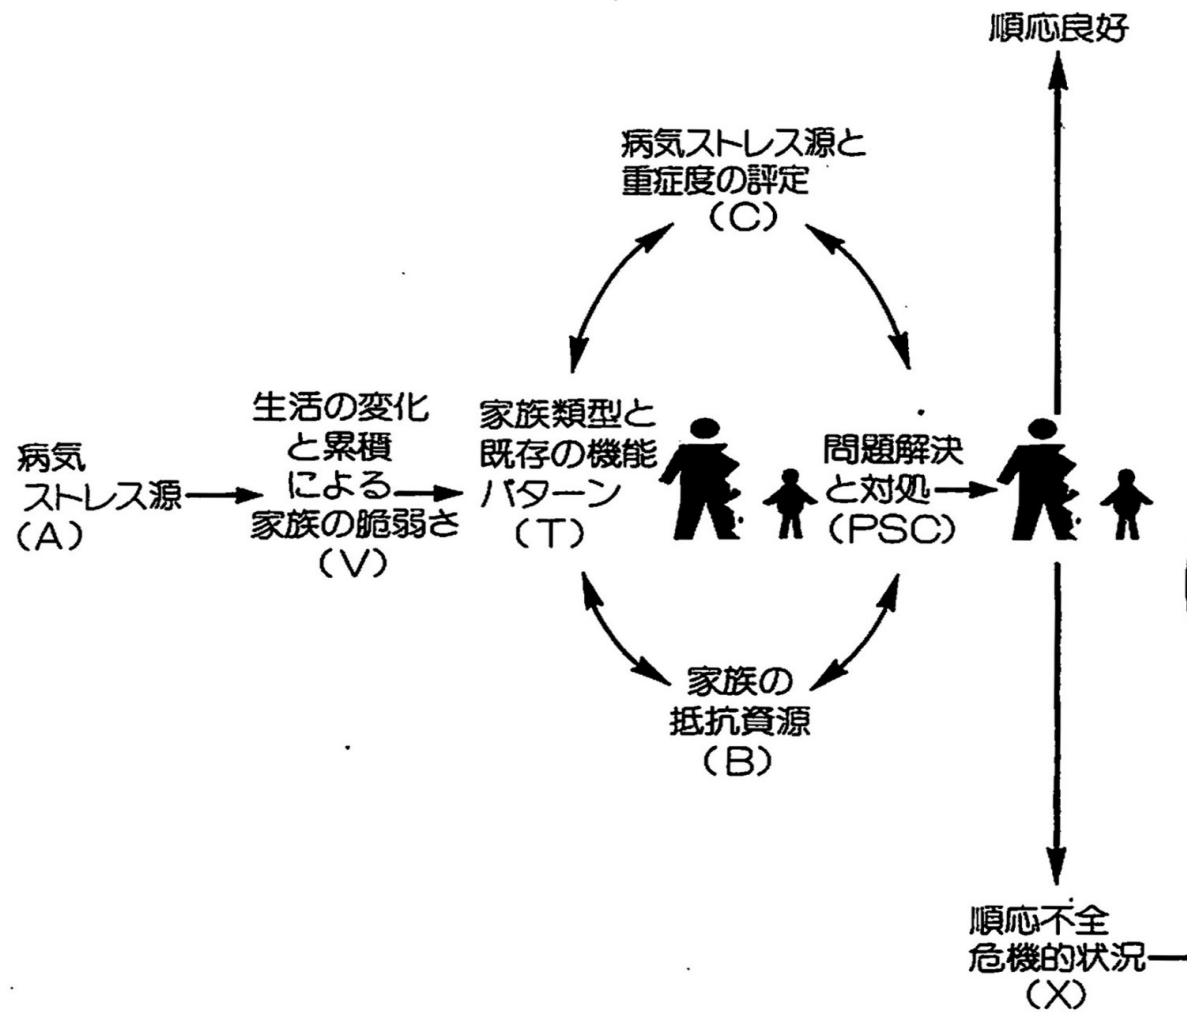 順応良好
病気ストレス源と
重症度の評定
(C)
病気
ストレス源
(A)
生活の変化
と累積
による
家族の脆弱さ
(V)
家族類型と
既存の機能
パターン
(T)
問題解決
と対処
(PSC)
家族の
抵抗資源
(B)
順応不全
危機的状況
(X)